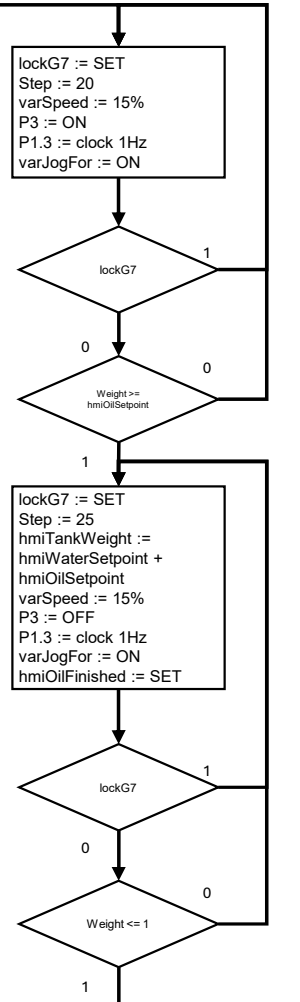 lockG7 := SET
Step := 20
varSpeed := 15%
P3 := ON
P1.3 := clock 1Hz
varJogFor := ON
lockG7
1
0
Weight >=
hmiOilSetpoint
0
1
lockG7 := SET
Step := 25
hmiTankWeight :=
hmiWaterSetpoint +
hmiOilSetpoint
varSpeed := 15%
P3 := OFF
P1.3 := clock 1Hz
varJogFor := ON
hmiOilFinished := SET
lockG7
1
0
Weight <= 1
0
1